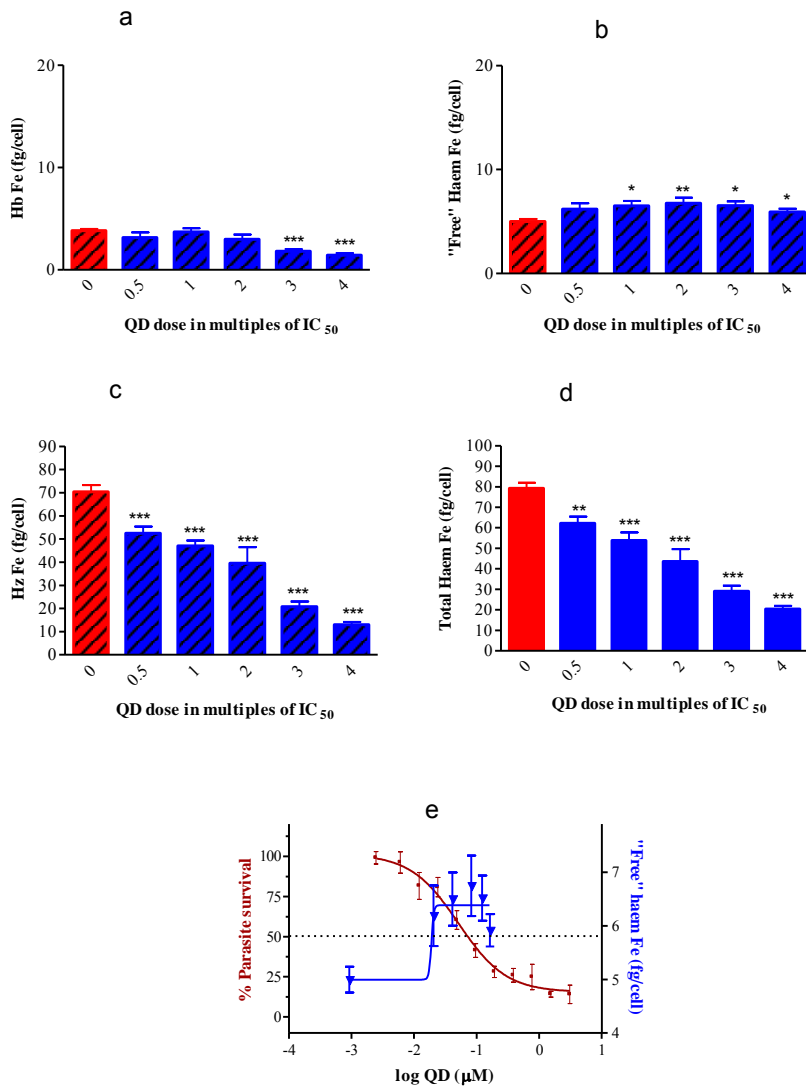 a
20
10
0
Hb Fe (fg/cell)
*** ***
0 0.5 1 2 3 4
QD dose in multiples of IC 50
b
20
10
0
"Free" Haem Fe (fg/cell)
* ** * *
0 0.5 1 2 3 4
QD dose in multiples of IC 50
c
90
80
70
60
50
40
30
20
10
0
Hz Fe (fg/cell)
*** *** *** *** ***
0 0.5 1 2 3 4
QD dose in multiples of IC 50
d
100
90
80
70
60
50
40
30
20
10
0
Total Haem Fe (fg/cell)
** *** *** *** ***
0 0.5 1 2 3 4
QD dose in multiples of IC 50
e
100
75
50
25
0
% Parasite survival
7
6
5
4
"Free" haem Fe (fg/cell)
-4 -3 -2 -1 0 1
log QD (µM)